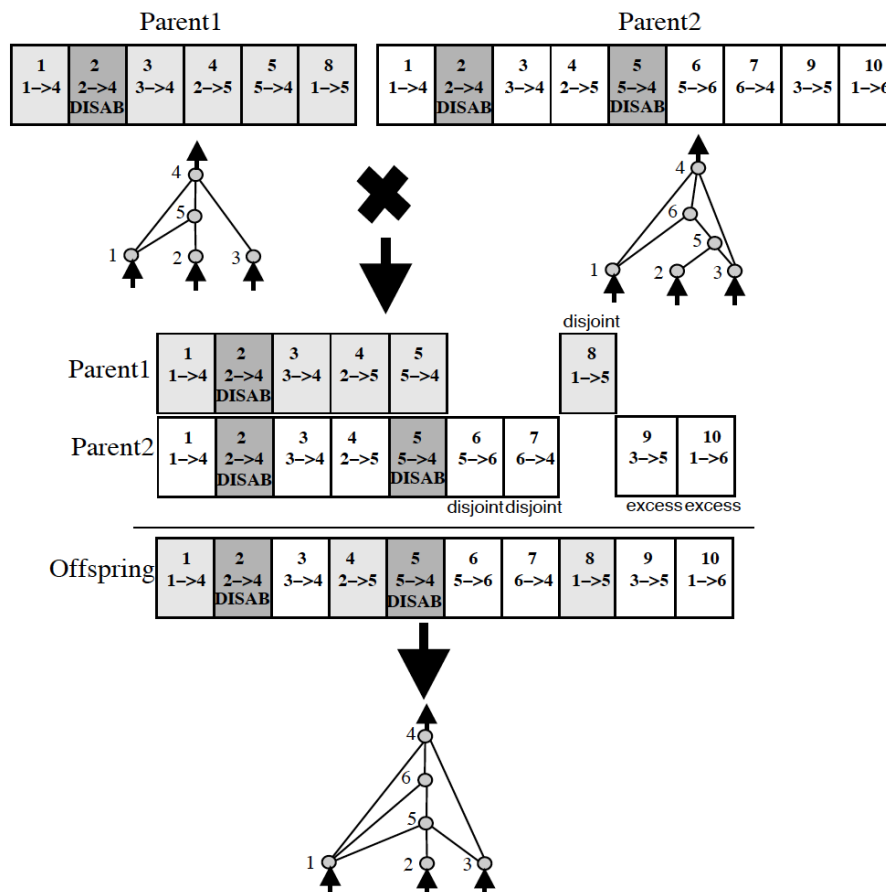 Parent1 Parent2
1 2 3 4 5 8 1 2 3 4 5 6 7 9 10
1->4 2->4 3->4 2->5 5->4 1->5 1->4 2->4 3->4 2->5 5->4 5->6 6->4 3->5 1->6
DISAB DISAB DISAB
4 4
5 6
5
1 2 3 1 2 3
disjoint
Parent1 1 2 3 4 5 8
1->4 2->4 3->4 2->5 5->4 1->5
DISAB
Parent2 1 2 3 4 5 6 7 9 10
1->4 2->4 3->4 2->5 5->4 5->6 6->4 3->5 1->6
DISAB DISAB
disjoint disjoint excess excess
Offspring 1 2 3 4 5 6 7 8 9 10
1->4 2->4 3->4 2->5 5->4 5->6 6->4 1->5 3->5 1->6
DISAB DISAB
4
6
5
1 2 3